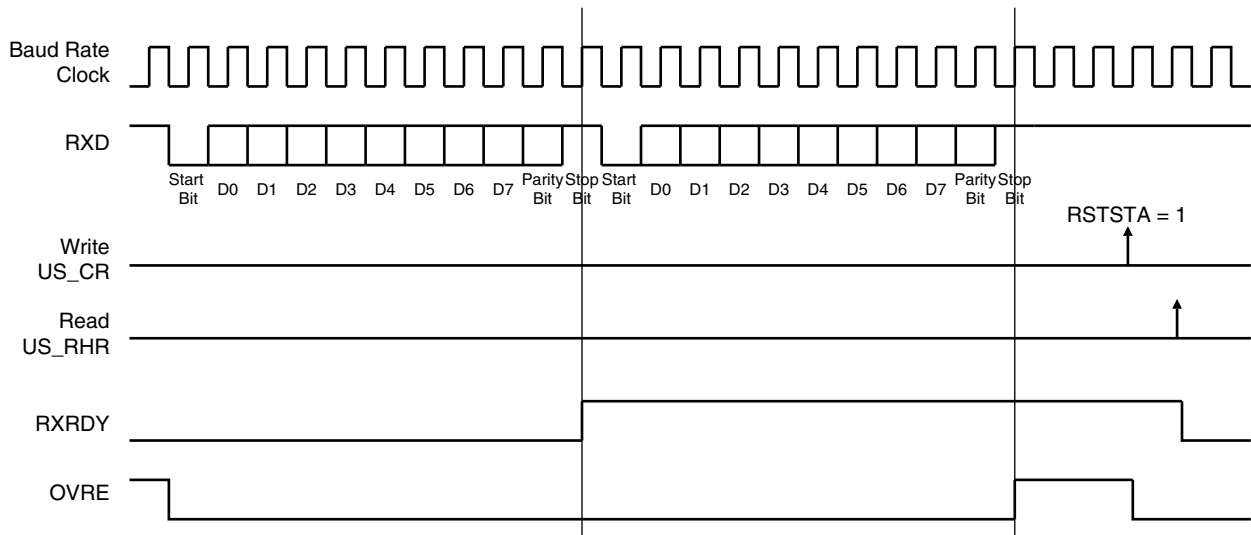 Baud Rate
Clock
RXD
Start
Bit
D0
D1
D2
D3
D4
D5
D6
D7
Parity
Bit
Stop
Bit
Start
Bit
D0
D1
D2
D3
D4
D5
D6
D7
Parity
Bit
Stop
Bit
RSTSTA = 1
Write
US_CR
Read
US_RHR
RXRDY
OVRE